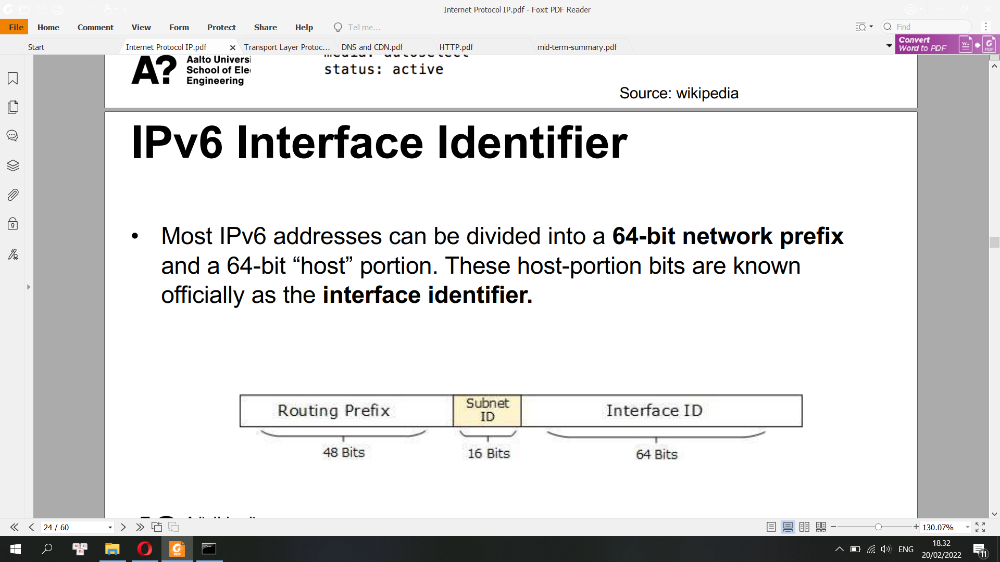 Internet Protocol IP.pdf - Foxit PDF Reader
File Home Comment View Form Protect Share Help Tell me... Find
Start Internet Protocol IP.pdf Transport Layer Protoc... DNS and CDN.pdf HTTP.pdf mid-term-summary.pdf
Convert
Word to PDF
media: autoselect
A?
Aalto Universi
School of Ele
Engineering
status: active
Source: wikipedia
IPv6 Interface Identifier
• Most IPv6 addresses can be divided into a 64-bit network prefix
and a 64-bit “host” portion. These host-portion bits are known
officially as the interface identifier.
Routing Prefix
Subnet
ID
Interface ID
48 Bits
16 Bits
64 Bits
24 / 60
130.07%
ENG
18.32
20/02/2022
11